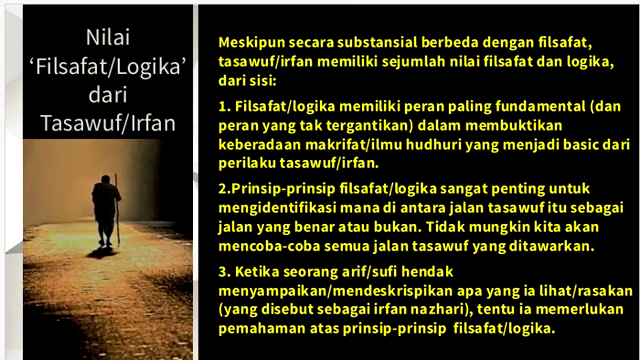 Nilai
‘Filsafat/Logika’
dari
Tasawuf/Irfan
Meskipun secara substansial berbeda dengan filsafat,
tasawuf/irfan memiliki sejumlah nilai filsafat dan logika,
dari sisi:
1. Filsafat/logika memiliki peran paling fundamental (dan
peran yang tak tergantikan) dalam membuktikan
keberadaan makrifat/ilmu hudhuri yang menjadi basic dari
perilaku tasawuf/irfan.
2.Prinsip-prinsip filsafat/logika sangat penting untuk
mengidentifikasi mana di antara jalan tasawuf itu sebagai
jalan yang benar atau bukan. Tidak mungkin kita akan
mencoba-coba semua jalan tasawuf yang ditawarkan.
3. Ketika seorang arif/sufi hendak
menyampaikan/mendeskripsikan apa yang ia lihat/rasakan
(yang disebut sebagai irfan nazhari), tentu ia memerlukan
pemahaman atas prinsip-prinsip filsafat/logika.